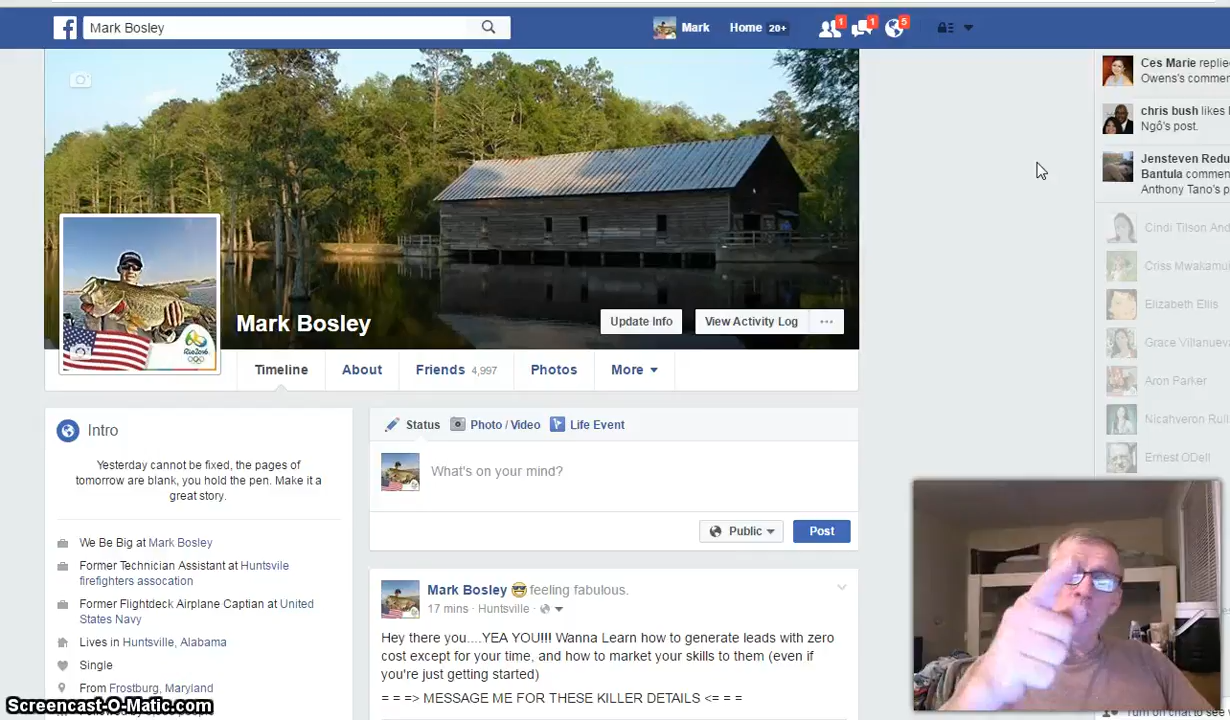 Mark Bosley
Mark Home 20+ 1 1 5
Ces Marie replied
Owens's comment
chris bush likes
Ngô's post.
Jensteven Redu
Bantula commen
Anthony Tano's p
Cindi Tilson And
Criss Mwakamu
Elizabeth Ellis
Grace Villanueva
Aron Parker
Nicahveron Rull
Ernest ODell
Rio2016
Mark Bosley
Update Info View Activity Log ...
Timeline About Friends 4,997 Photos More
Intro
Yesterday cannot be fixed, the pages of
tomorrow are blank, you hold the pen. Make it a
great story.
We Be Big at Mark Bosley
Former Technician Assistant at Huntsvile
firefighters assocation
Former Flightdeck Airplane Captian at United
States Navy
Lives in Huntsville, Alabama
Single
From Frostburg, Maryland
Status Photo / Video Life Event
What's on your mind?
Public Post
Mark Bosley feeling fabulous.
17 mins · Huntsville ·
Hey there you....YEA YOU!!! Wanna Learn how to generate leads with zero
cost except for your time, and how to market your skills to them (even if
you're just getting started)
= = => MESSAGE ME FOR THESE KILLER DETAILS <= = =
Screencast-O-Matic.com